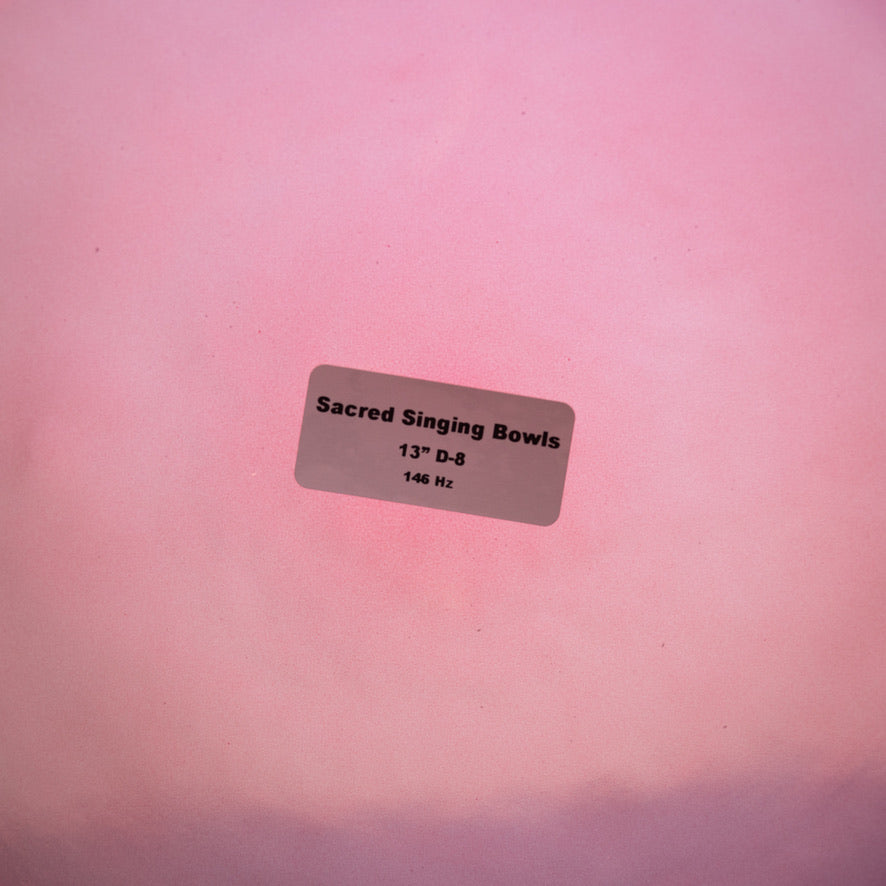 Sacred Singing Bowls
13” D-8
146 Hz